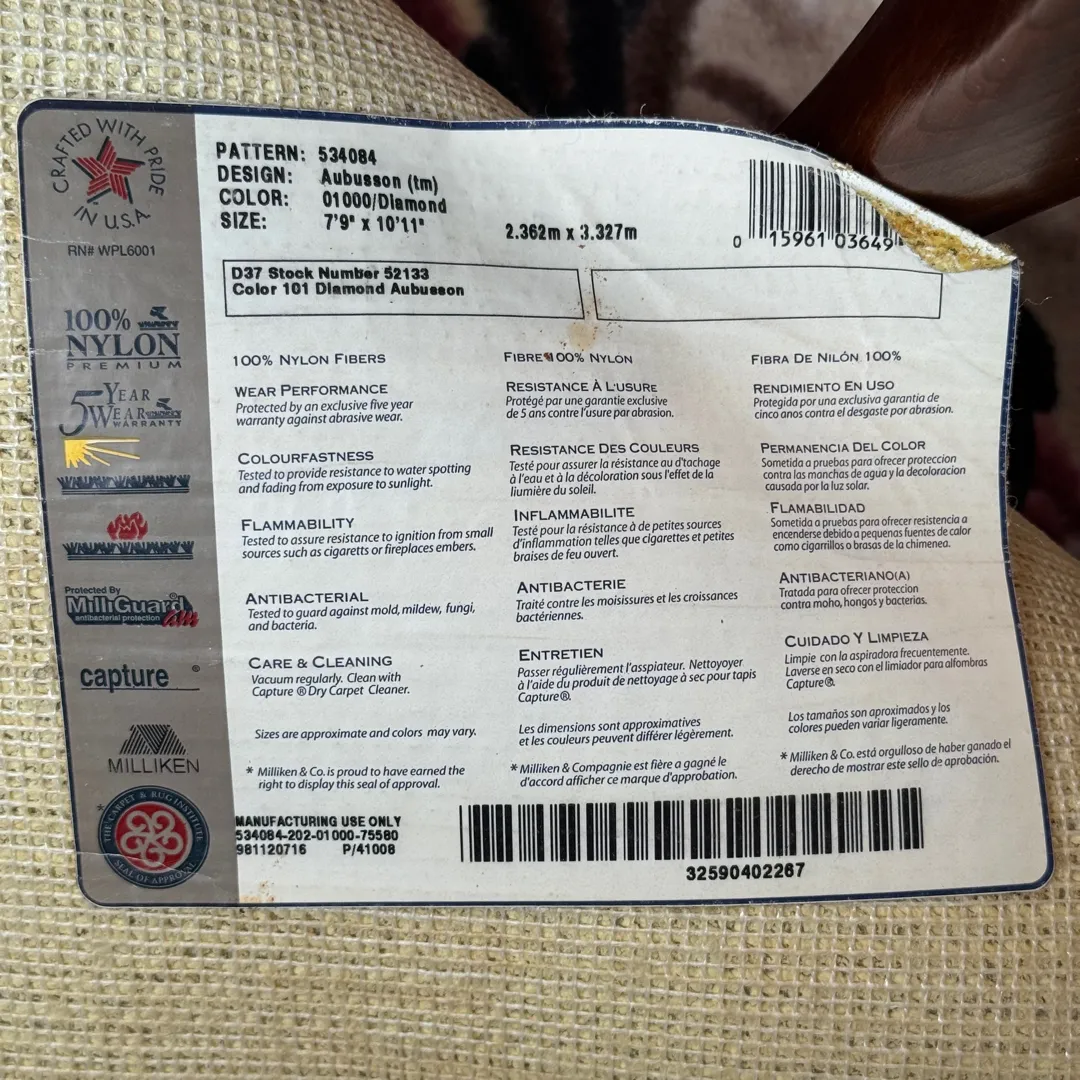 CRAFTED WITH PRIDE
IN U.S.A
RN# WPL6001
100%
NYLON
PREMIUM
5 YEAR
WEAR
WARRANTY
Protected By
MilliGuard
antibacterial protection
capture ®
MILLIKEN
* THE CARPET & RUG INSTITUTE
SEAL OF APPROVAL
PATTERN: 534084
DESIGN: Aubusson (tm)
COLOR: 01000/Diamond
SIZE: 7'9" x 10'11"
2.362m x 3.327m
0 15961 03649
D37 Stock Number 52133
Color 101 Diamond Aubusson
100% NYLON FIBERS
WEAR PERFORMANCE
Protected by an exclusive five year
warranty against abrasive wear.
COLOURFASTNESS
Tested to provide resistance to water spotting
and fading from exposure to sunlight.
FLAMMABILITY
Tested to assure resistance to ignition from small
sources such as cigaretts or fireplaces embers.
ANTIBACTERIAL
Tested to guard against mold, mildew, fungi,
and bacteria.
CARE & CLEANING
Vacuum regularly. Clean with
Capture ® Dry Carpet Cleaner.
Sizes are approximate and colors may vary.
* Milliken & Co. is proud to have earned the
right to display this seal of approval.
FIBRE 100% NYLON
RESISTANCE À L'USURE
Protégé par une garantie exclusive
de 5 ans contre l'usure par abrasion.
RESISTANCE DES COULEURS
Testé pour assurer la résistance au d'tachage
à l'eau et à la décoloration sous l'effet de la
liumière du soleil.
INFLAMMABILITE
Testé pour la résistance à de petites sources
d'inflammation telles que cigarettes et petites
braises de feu ouvert.
ANTIBACTERIE
Traité contre les moisissures et les croissances
bactériennes.
ENTRETIEN
Passer régulièrement l'asspiateur. Nettoyoyer
à l'aide du produit de nettoyage à sec pour tapis
Capture®.
Les dimensions sont approximatives
et les couleurs peuvent différer légèrement.
* Milliken & Compagnie est fière a gagné le
d'accord afficher ce marque d'approbation.
FIBRA DE NILÓN 100%
RENDIMIENTO EN USO
Protegida por una exclusiva garantia de
cinco anos contra el desgaste por abrasion.
PERMANENCIA DEL COLOR
Sometida a pruebas para ofrecer proteccion
contra las manchas de agua y la decoloracion
causada por la luz solar.
FLAMABILIDAD
Sometida a pruebas para ofrecer resistencia a
encenderse debido a pequenas fuentes de calor
como cigarrillos o brasas de la chimenea.
ANTIBACTERIANO(A)
Tratada para ofrecer proteccion
contra moho, hongos y bacterias.
CUIDADO Y LIMPIEZA
Limpie con la aspiradora frecuentemente.
Laverse en seco con el limiador para alfombras
Capture®.
Los tamaños son aproximados y los
colores pueden variar ligeramente.
* Milliken & Co. está orgulloso de haber ganado el
derecho de mostrar este sello de aprobación.
MANUFACTURING USE ONLY
534084-202-01000-75580
981120716 P/41008
32590402267